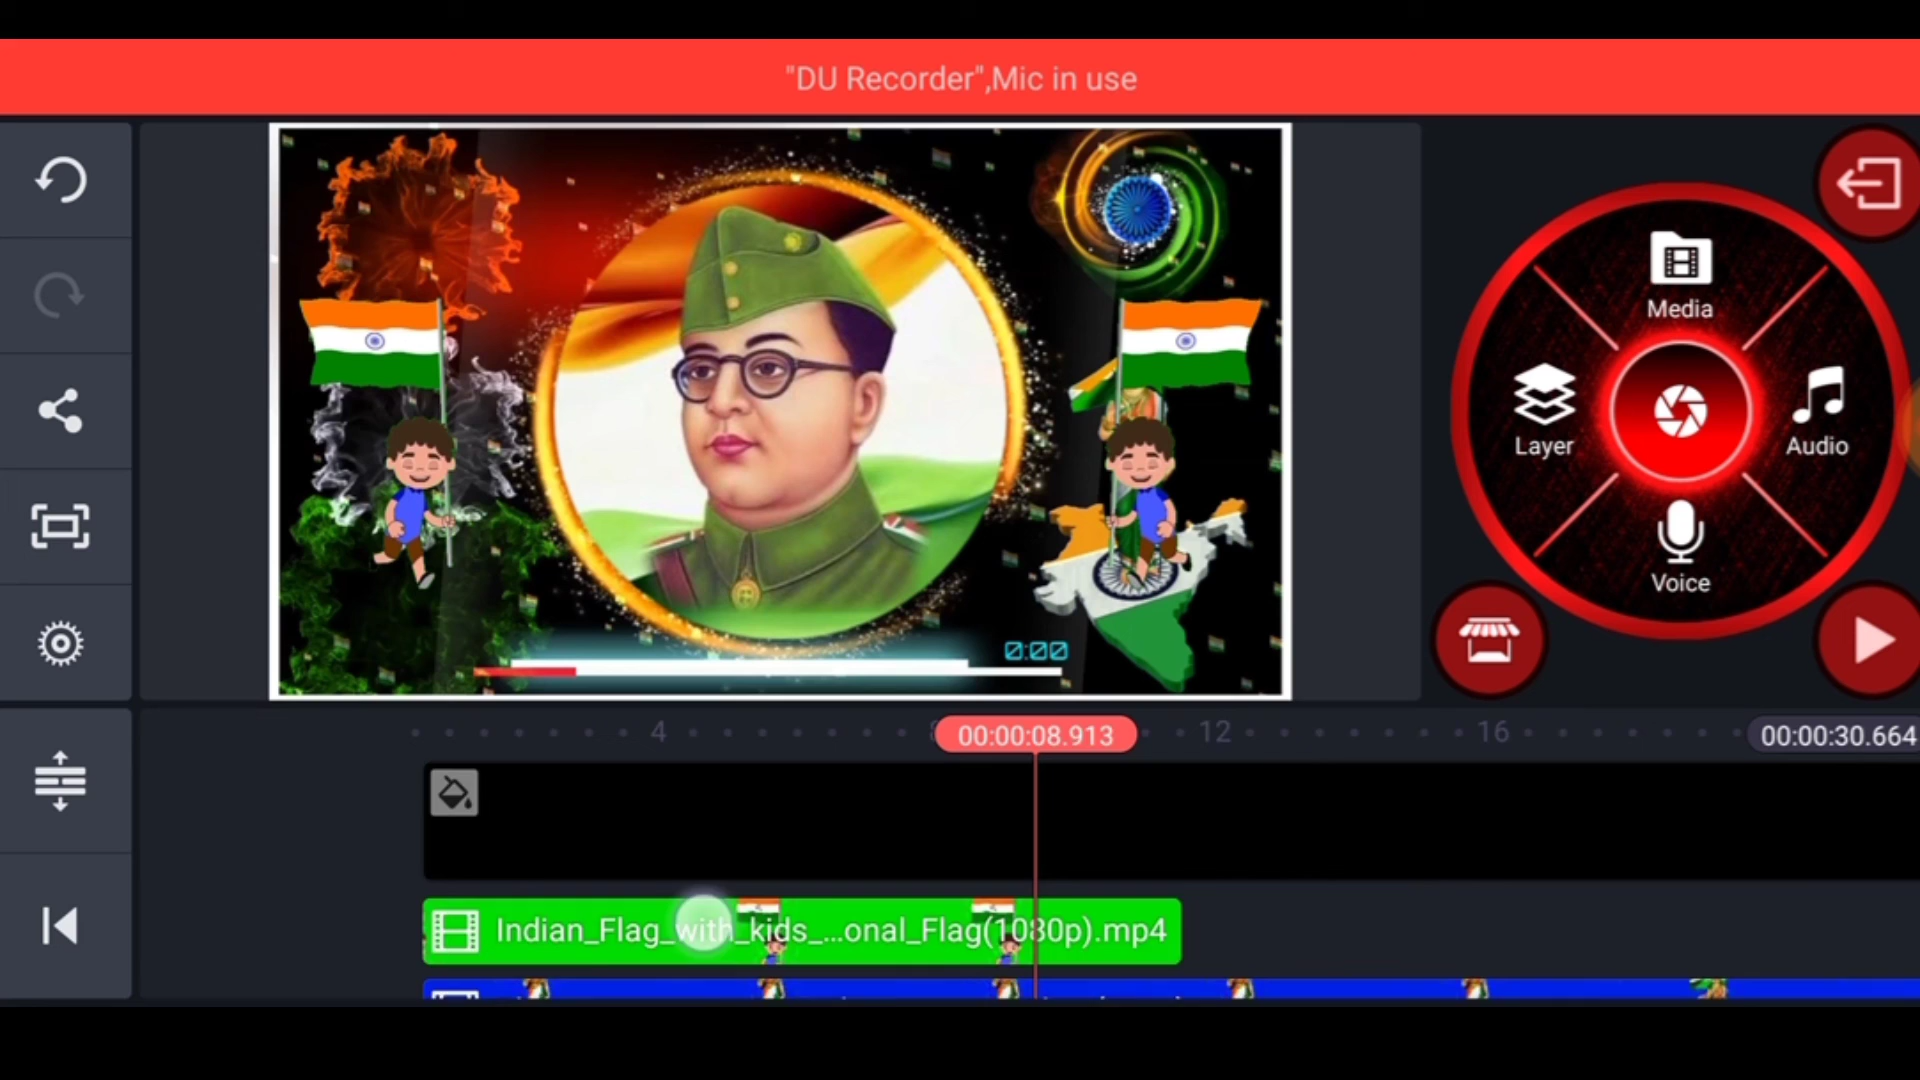 "DU Recorder",Mic in use
Media
Layer
Audio
Voice
0:00
4
00:00:08.913
12
16
00:00:30.664
Indian_Flag_with_kids_...onal_Flag(1080p).mp4